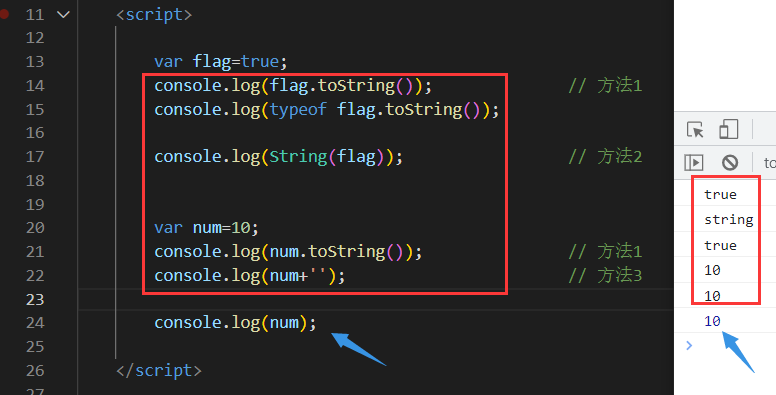 11 <script>
12
13 var flag=true;
14 console.log(flag.toString()); // 方法1
15 console.log(typeof flag.toString());
16
17 console.log(String(flag)); // 方法2
18
19
20 var num=10;
21 console.log(num.toString()); // 方法1
22 console.log(num+''); // 方法3
23
24 console.log(num);
25
26 </script>
27
to
true
string
true
10
10
10